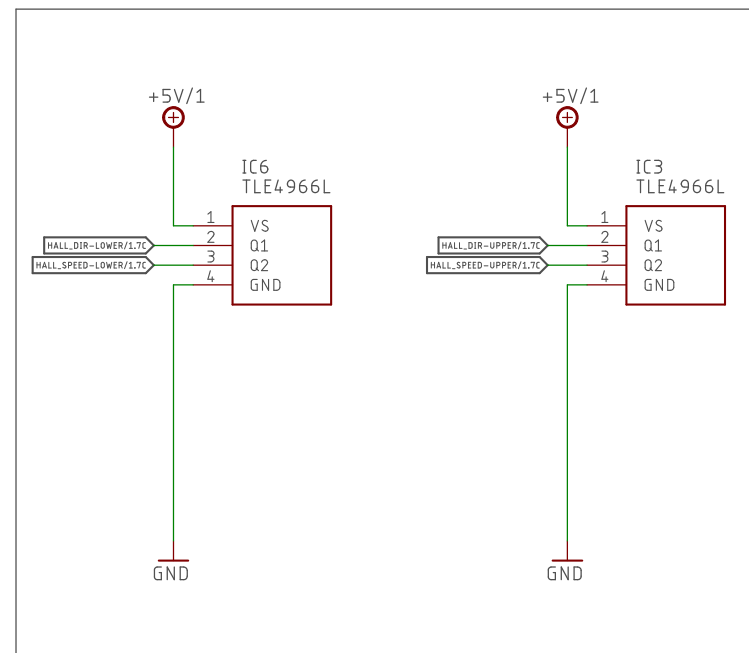 +5V/1
IC6
TLE4966L
1 VS
HALL_DIR-LOWER/1.7C 2 Q1
HALL_SPEED-LOWER/1.7C 3 Q2
4 GND
GND
+5V/1
IC3
TLE4966L
1 VS
HALL_DIR-UPPER/1.7C 2 Q1
HALL_SPEED-UPPER/1.7C 3 Q2
4 GND
GND